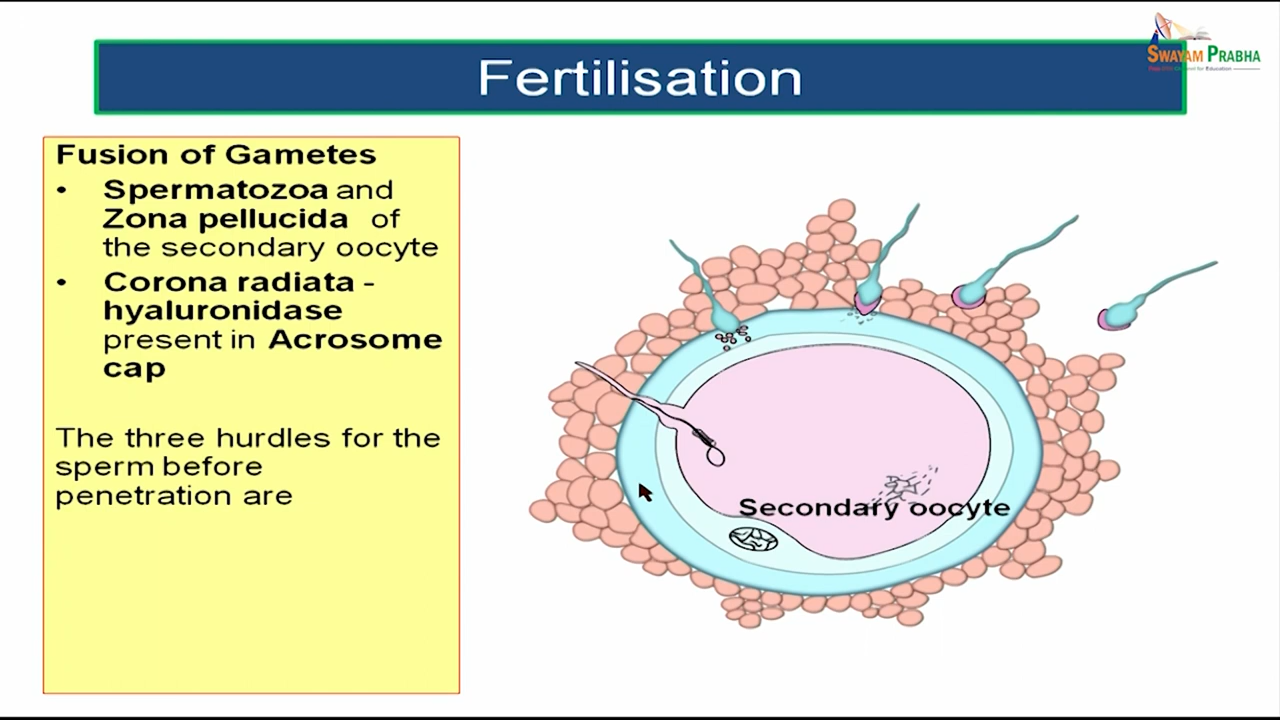 Fertilisation
SWAYAM PRABHA
Fusion of Gametes
• Spermatozoa and
Zona pellucida of
the secondary oocyte
• Corona radiata -
hyaluronidase
present in Acrosome
cap
The three hurdles for the
sperm before
penetration are
Secondary oocyte